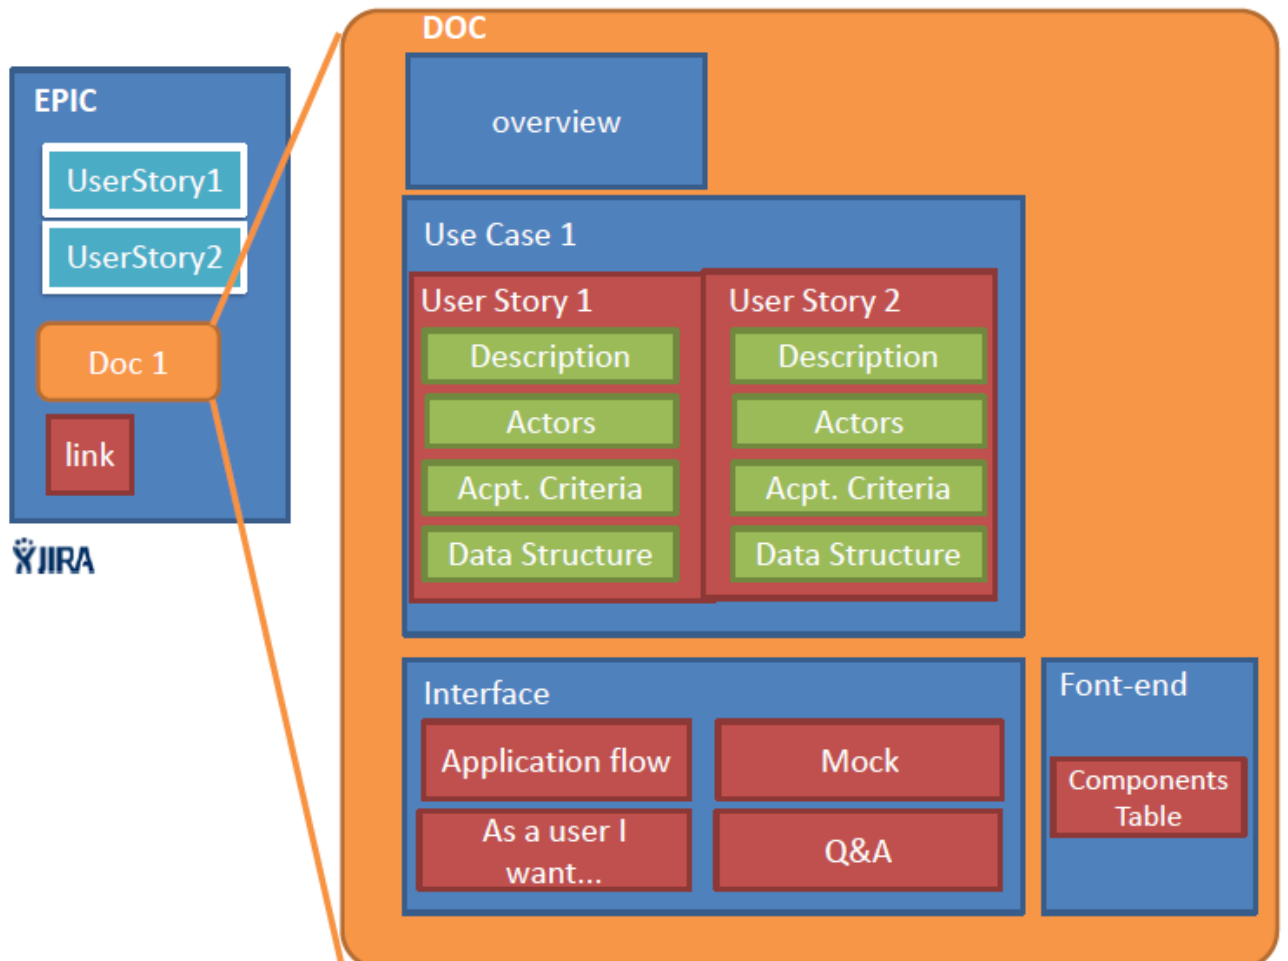 DOC
EPIC
overview
UserStory1
UserStory2
Use Case 1
User Story 1
User Story 2
Description
Description
Doc 1
Actors
Actors
link
Acpt. Criteria
Acpt. Criteria
Data Structure
Data Structure
JIRA
Interface
Font-end
Application flow
Mock
Components
Table
As a user I
want...
Q&A